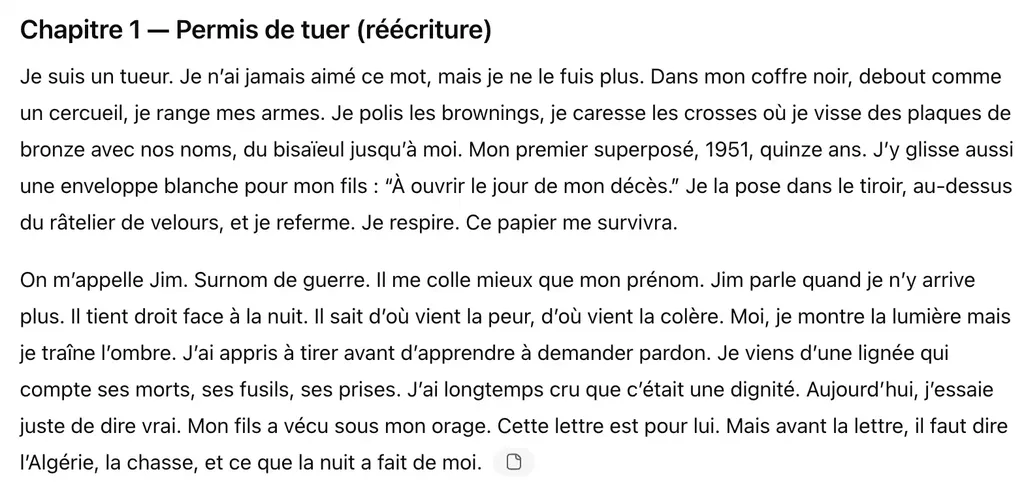 Chapitre 1 — Permis de tuer (réécriture)
Je suis un tueur. Je n’ai jamais aimé ce mot, mais je ne le fuis plus. Dans mon coffre noir, debout comme
un cercueil, je range mes armes. Je polis les brownings, je caresse les crosses où je visse des plaques de
bronze avec nos noms, du bisaïeul jusqu’à moi. Mon premier superposé, 1951, quinze ans. J’y glisse aussi
une enveloppe blanche pour mon fils : “À ouvrir le jour de mon décès.” Je la pose dans le tiroir, au-dessus
du râtelier de velours, et je referme. Je respire. Ce papier me survivra.
On m’appelle Jim. Surnom de guerre. Il me colle mieux que mon prénom. Jim parle quand je n’y arrive
plus. Il tient droit face à la nuit. Il sait d’où vient la peur, d’où vient la colère. Moi, je montre la lumière mais
je traîne l’ombre. J’ai appris à tirer avant d’apprendre à demander pardon. Je viens d’une lignée qui
compte ses morts, ses fusils, ses prises. J’ai longtemps cru que c’était une dignité. Aujourd’hui, j’essaie
juste de dire vrai. Mon fils a vécu sous mon orage. Cette lettre est pour lui. Mais avant la lettre, il faut dire
l’Algérie, la chasse, et ce que la nuit a fait de moi.